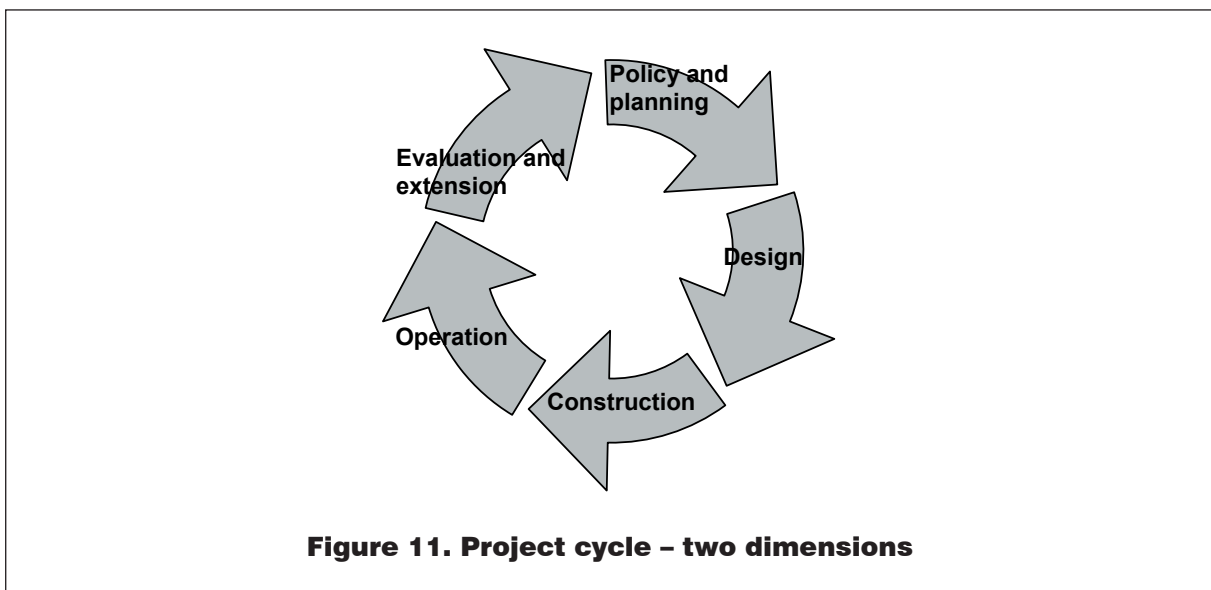 Policy and
planning
Evaluation and
extension
Design
Operation
Construction
Figure 11. Project cycle – two dimensions